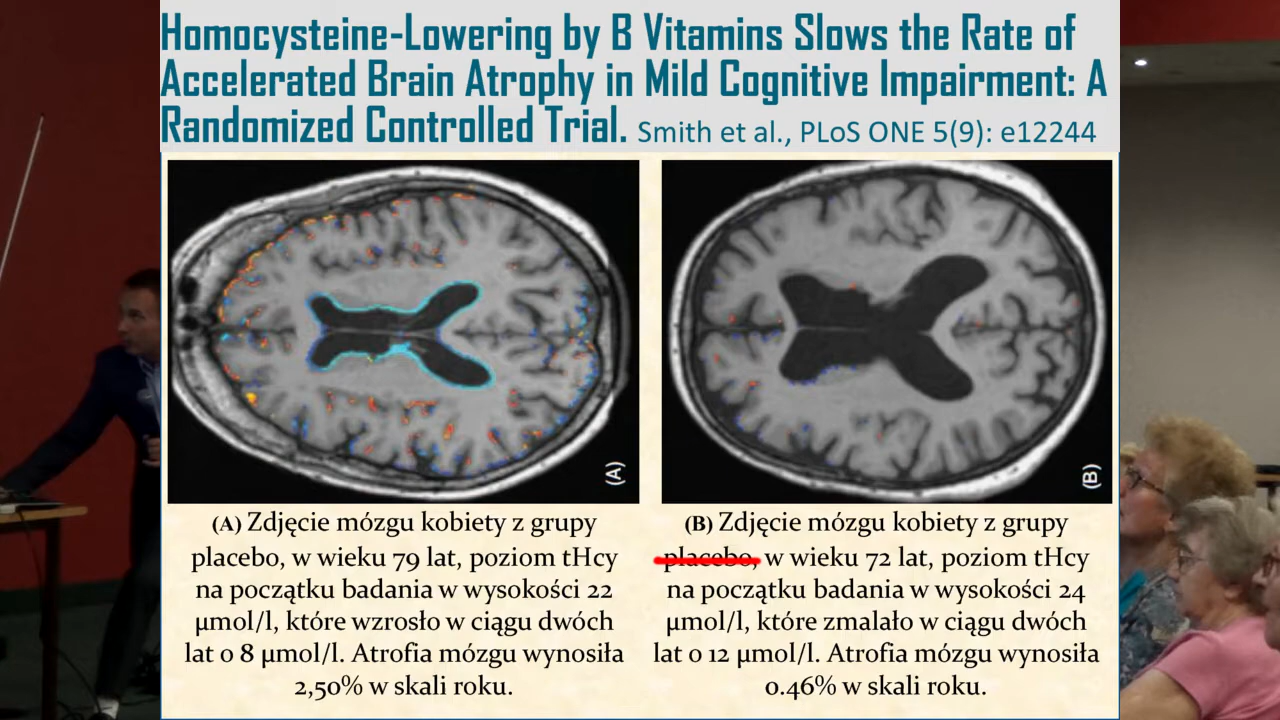 Homocysteine-Lowering by B Vitamins Slows the Rate of
Accelerated Brain Atrophy in Mild Cognitive Impairment: A
Randomized Controlled Trial. Smith et al., PLoS ONE 5(9): e12244
(A)
(B)
(A) Zdjęcie mózgu kobiety z grupy
placebo, w wieku 79 lat, poziom tHcy
na początku badania w wysokości 22
μmol/l, które wzrosło w ciągu dwóch
lat o 8 μmol/l. Atrofia mózgu wynosiła
2,50% w skali roku.
(B) Zdjęcie mózgu kobiety z grupy
placebo, w wieku 72 lat, poziom tHcy
na początku badania w wysokości 24
μmol/l, które zmalało w ciągu dwóch
lat o 12 μmol/l. Atrofia mózgu wynosiła
0.46% w skali roku.